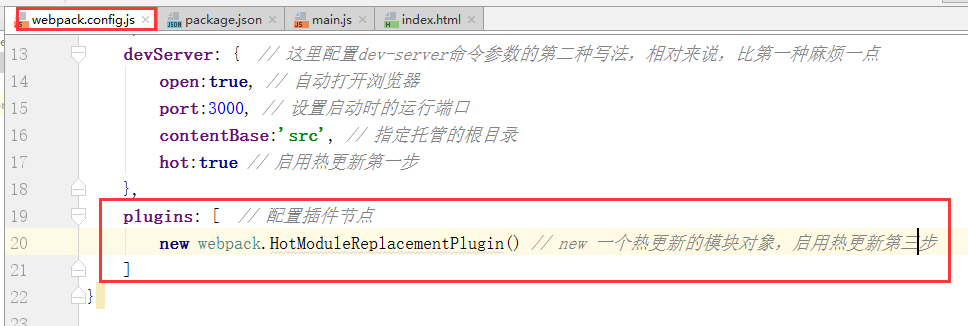 webpack.config.js package.json main.js index.html
13 devServer: { // 这里配置dev-server命令参数的第二种写法，相对来说，比第一种麻烦一点
14 open:true, // 自动打开浏览器
15 port:3000, // 设置启动时的运行端口
16 contentBase:'src', // 指定托管的根目录
17 hot:true // 启用热更新第一步
18 },
19 plugins: [ // 配置插件节点
20 new webpack.HotModuleReplacementPlugin() // new 一个热更新的模块对象，启用热更新第三步
21 ]
22 }
23